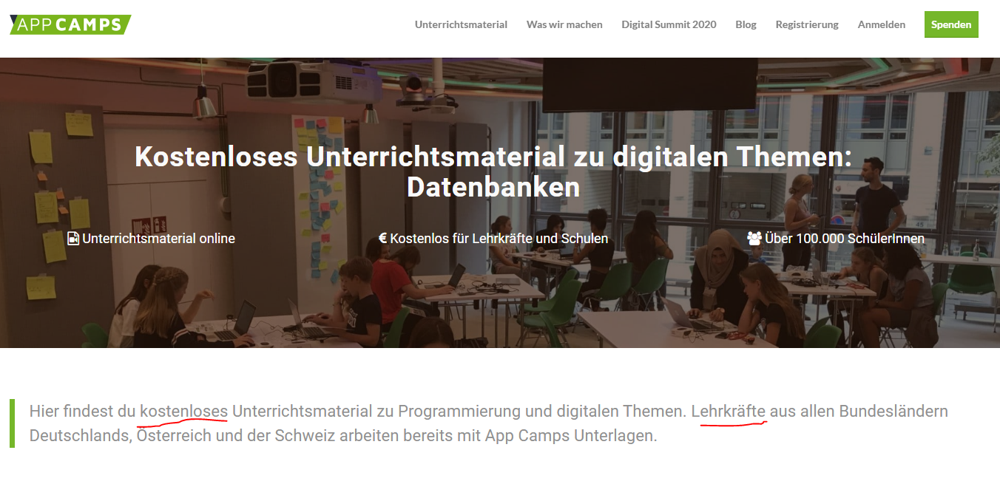 APP CAMPS
Unterrichtsmaterial Was wir machen Digital Summit 2020 Blog Registrierung Anmelden Spenden
Kostenloses Unterrichtsmaterial zu digitalen Themen:
Datenbanken
Unterrichtsmaterial online
€ Kostenlos für Lehrkräfte und Schulen
Über 100.000 SchülerInnen
Hier findest du kostenloses Unterrichtsmaterial zu Programmierung und digitalen Themen. Lehrkräfte aus allen Bundesländern
Deutschlands, Österreich und der Schweiz arbeiten bereits mit App Camps Unterlagen.